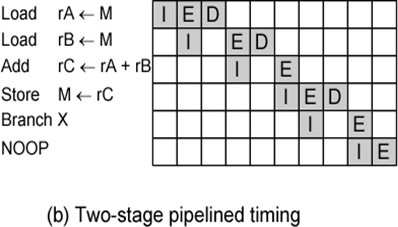 Load rA ← M I E D
Load rB ← M I E D
Add rC ← rA + rB I E
Store M ← rC I E D
Branch X I E
NOOP I E
(b) Two-stage pipelined timing